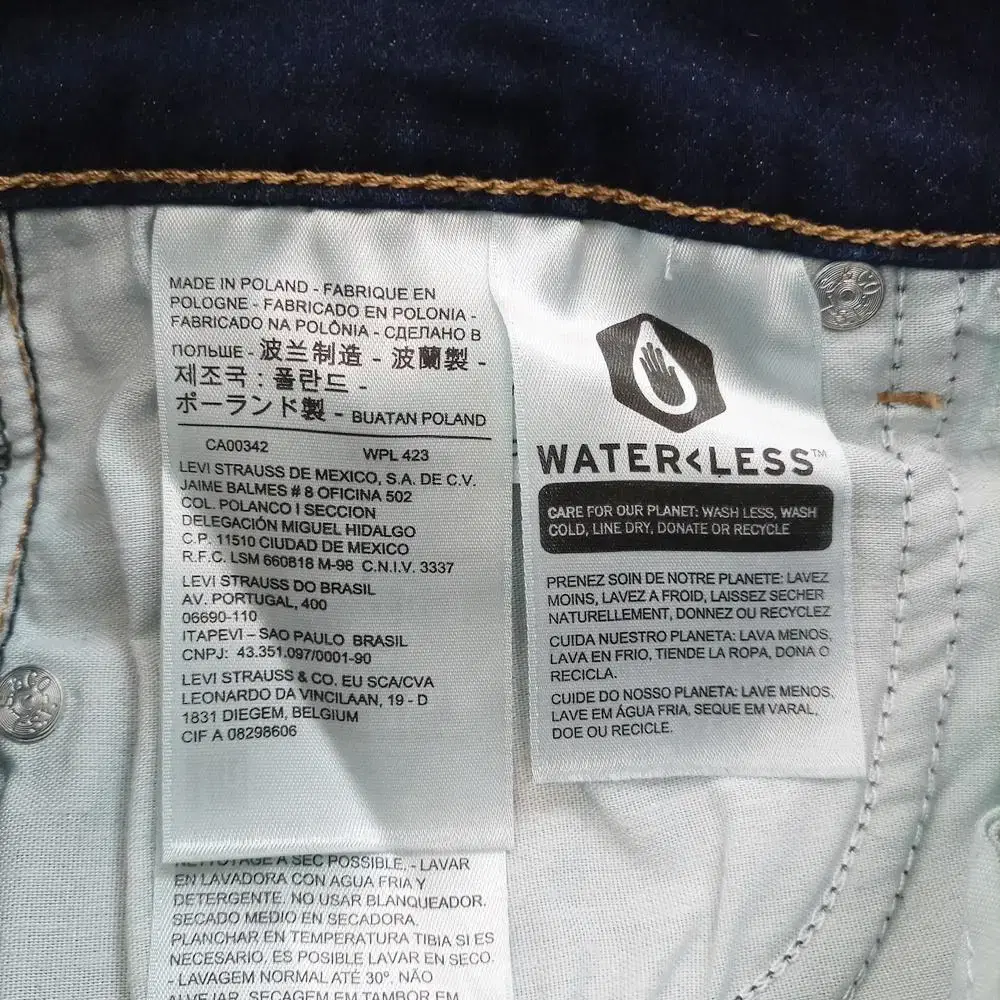 MADE IN POLAND - FABRIQUE EN
POLOGNE - FABRICADO EN POLONIA -
FABRICADO NA POLÔNIA - СДЕЛАНО В
ПОЛЬШЕ - 波兰制造 - 波蘭製 -
제조국 : 폴란드 -
ポーランド製 - BUATAN POLAND
CA00342 WPL 423
LEVI STRAUSS DE MEXICO, S.A. DE C.V.
JAIME BALMES # 8 OFICINA 502
COL. POLANCO I SECCION
DELEGACIÓN MIGUEL HIDALGO
C.P. 11510 CIUDAD DE MEXICO
R.F.C. LSM 660818 M-98 C.N.I.V. 3337
LEVI STRAUSS DO BRASIL
AV. PORTUGAL, 400
06690-110
ITAPEVI – SAO PAULO BRASIL
CNPJ: 43.351.097/0001-90
LEVI STRAUSS & CO. EU SCA/CVA
LEONARDO DA VINCILAAN, 19 - D
1831 DIEGEM, BELGIUM
CIF A 08298606
NETTOYAGE A SEC POSSIBLE. - LAVAR
EN LAVADORA CON AGUA FRIA Y
DETERGENTE. NO USAR BLANQUEADOR.
SECADO MEDIO EN SECADORA.
PLANCHAR EN TEMPERATURA TIBIA SI ES
NECESARIO. ES POSIBLE LAVAR EN SECO.
- LAVAGEM NORMAL ATÉ 30°. NÃO
ALVEJAR. SECAGEM EM TAMBOR EM
WATER<LESS™
CARE FOR OUR PLANET: WASH LESS, WASH
COLD, LINE DRY, DONATE OR RECYCLE
PRENEZ SOIN DE NOTRE PLANETE: LAVEZ
MOINS, LAVEZ A FROID, LAISSEZ SECHER
NATURELLEMENT, DONNEZ OU RECYCLEZ
CUIDA NUESTRO PLANETA: LAVA MENOS,
LAVA EN FRIO, TIENDE LA ROPA, DONA O
RECICLA.
CUIDE DO NOSSO PLANETA: LAVE MENOS,
LAVE EM ÁGUA FRIA, SEQUE EM VARAL,
DOE OU RECICLE.